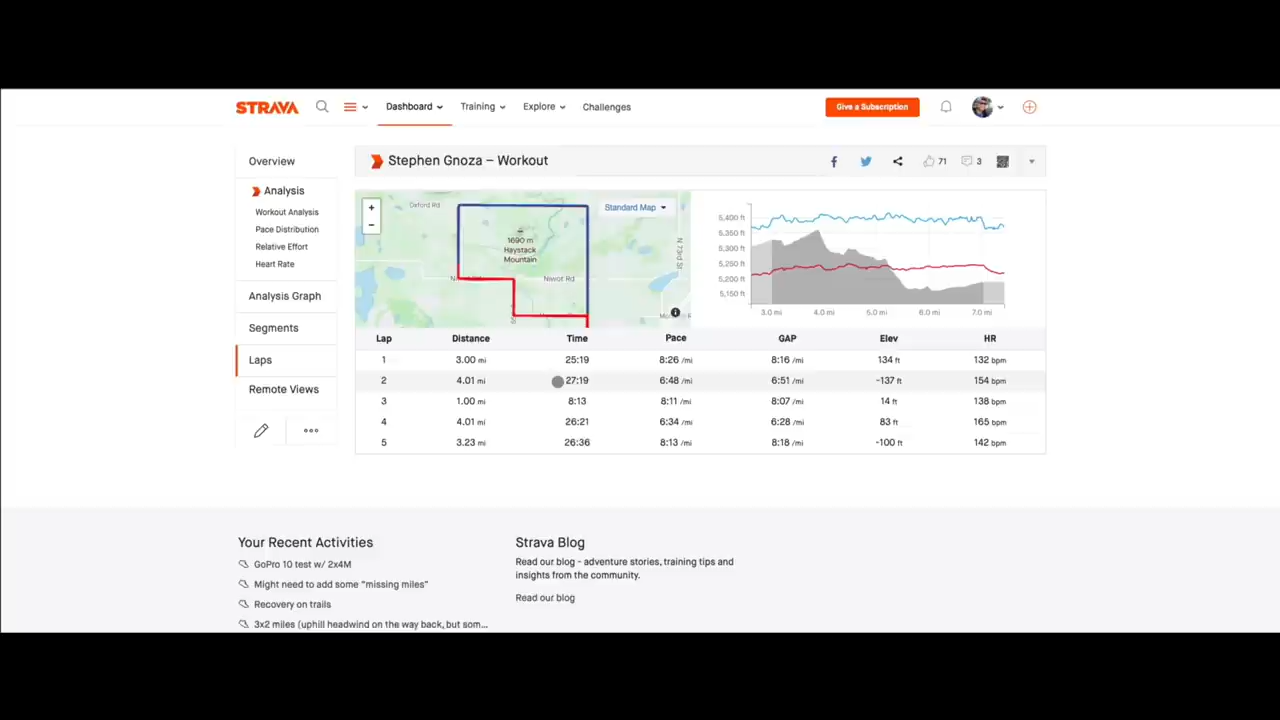 STRAVA Dashboard Training Explore Challenges Give a Subscription
Overview
Analysis
Workout Analysis
Pace Distribution
Relative Effort
Heart Rate
Analysis Graph
Segments
Laps
Remote Views
Stephen Gnoza – Workout
71 3
+
−
Oxford Rd
Standard Map
1690 m
Haystack
Mountain
Niwot Rd
N 73rd St
5,400 ft
5,350 ft
5,300 ft
5,250 ft
5,200 ft
5,150 ft
3.0 mi 4.0 mi 5.0 mi 6.0 mi 7.0 mi
Lap Distance Time Pace GAP Elev HR
1 3.00 mi 25:19 8:26 /mi 8:16 /mi 134 ft 132 bpm
2 4.01 mi 27:19 6:48 /mi 6:51 /mi -137 ft 154 bpm
3 1.00 mi 8:13 8:11 /mi 8:07 /mi 14 ft 138 bpm
4 4.01 mi 26:21 6:34 /mi 6:28 /mi 83 ft 165 bpm
5 3.23 mi 26:36 8:13 /mi 8:18 /mi -100 ft 142 bpm
Your Recent Activities
GoPro 10 test w/ 2x4M
Might need to add some "missing miles"
Recovery on trails
3x2 miles (uphill headwind on the way back, but som...
Strava Blog
Read our blog - adventure stories, training tips and
insights from the community.
Read our blog